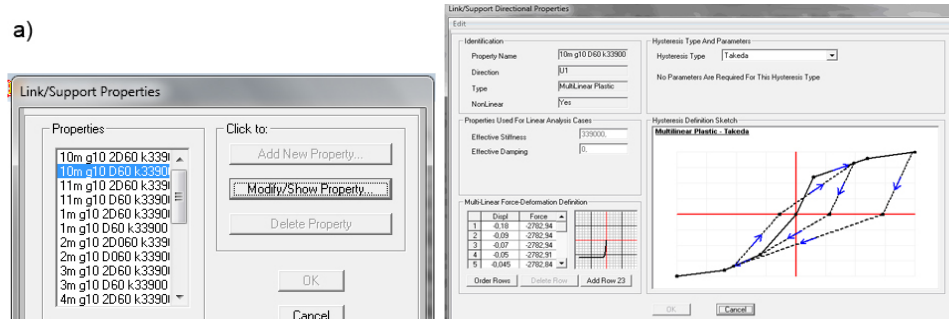 a)
Link/Support Properties
Properties
10m g10 2D60 k339
10m g10 D60 k33900
11m g10 2D60 k339
11m g10 D60 k33900
1m g10 2D60 k3390
1m g10 D60 k33900
2m g10 2D060 k339
2m g10 D060 k3390
3m g10 2D60 k3390
3m g10 D60 k33900
4m g10 2D60 k3390
Click to:
Add New Property...
Modify/Show Property...
Delete Property
OK
Cancel
Link/Support Directional Properties
Edit
Identification
Property Name
10m g10 D60 k33900
Direction
U1
Type
MultiLinear Plastic
NonLinear
Yes
Properties Used For Linear Analysis Cases
Effective Stiffness
339000,
Effective Damping
0,
Multi-Linear Force-Deformation Definition
Displ Force
1 -0,18 -2782,94
2 -0,09 -2782,94
3 -0,07 -2782,94
4 -0,05 -2782,91
5 -0,045 -2782,84
Order Rows Delete Row Add Row 23
Hysteresis Type And Parameters
Hysteresis Type
Takeda
No Parameters Are Required For This Hysteresis Type
Hysteresis Definition Sketch
Multilinear Plastic - Takeda
OK
Cancel